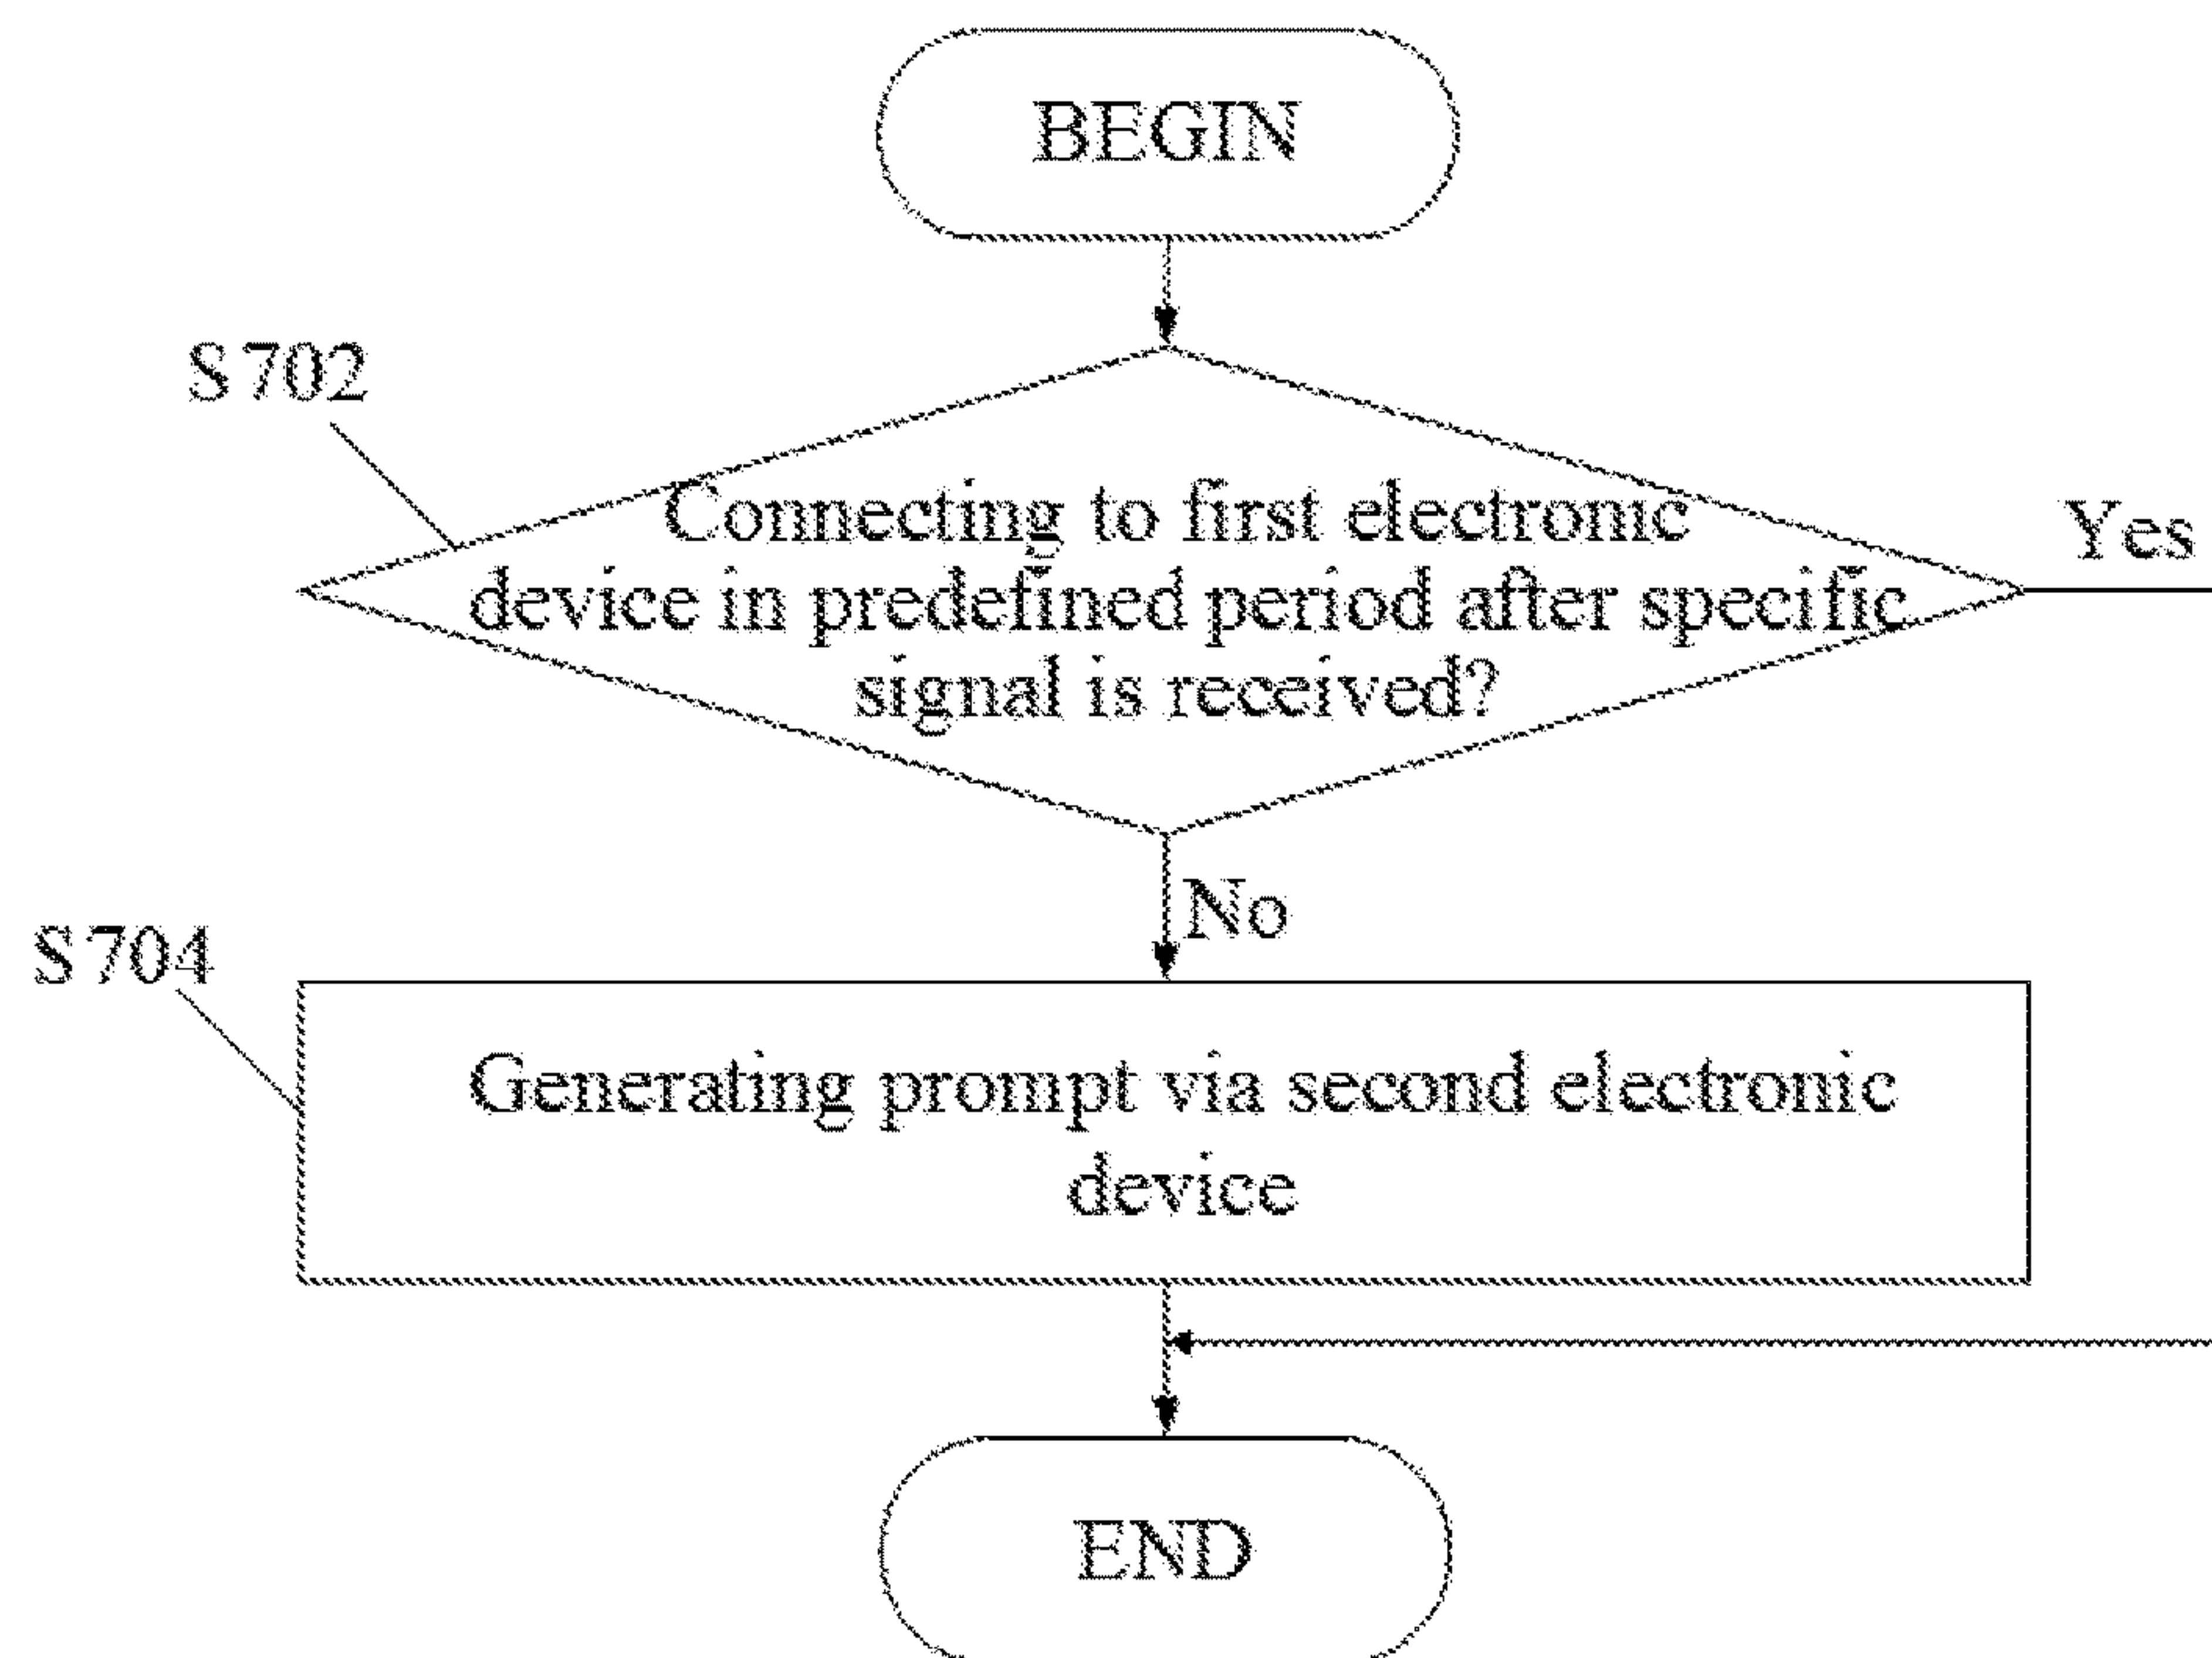 BEGIN
S702
Connecting to first electronic
device in predefined period after specific
signal is received?
Yes
No
S704
Generating prompt via second electronic
device
END